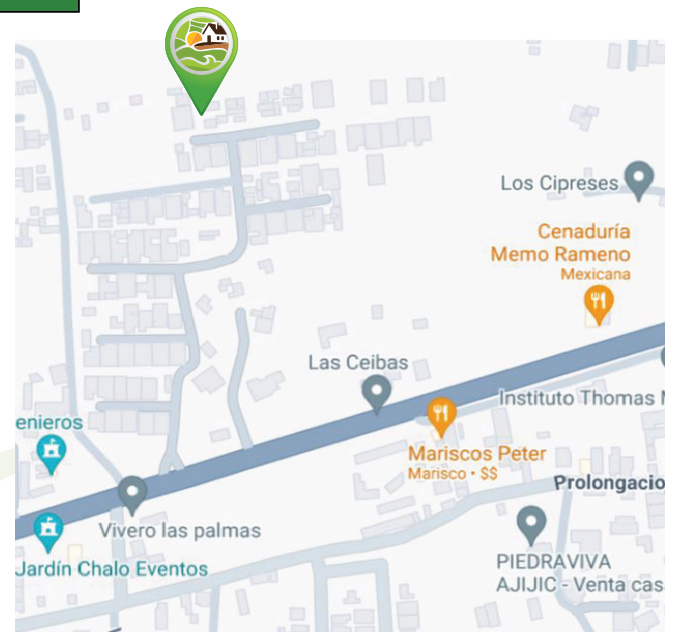 Los Cipreses
Cenaduría
Memo Rameno
Mexicana
Las Ceibas
Instituto Thomas
enieros
Mariscos Peter
Marisco • $$
Prolongacio
Vivero las palmas
PIEDRAVIVA
AJIJIC - Venta cas
Jardín Chalo Eventos